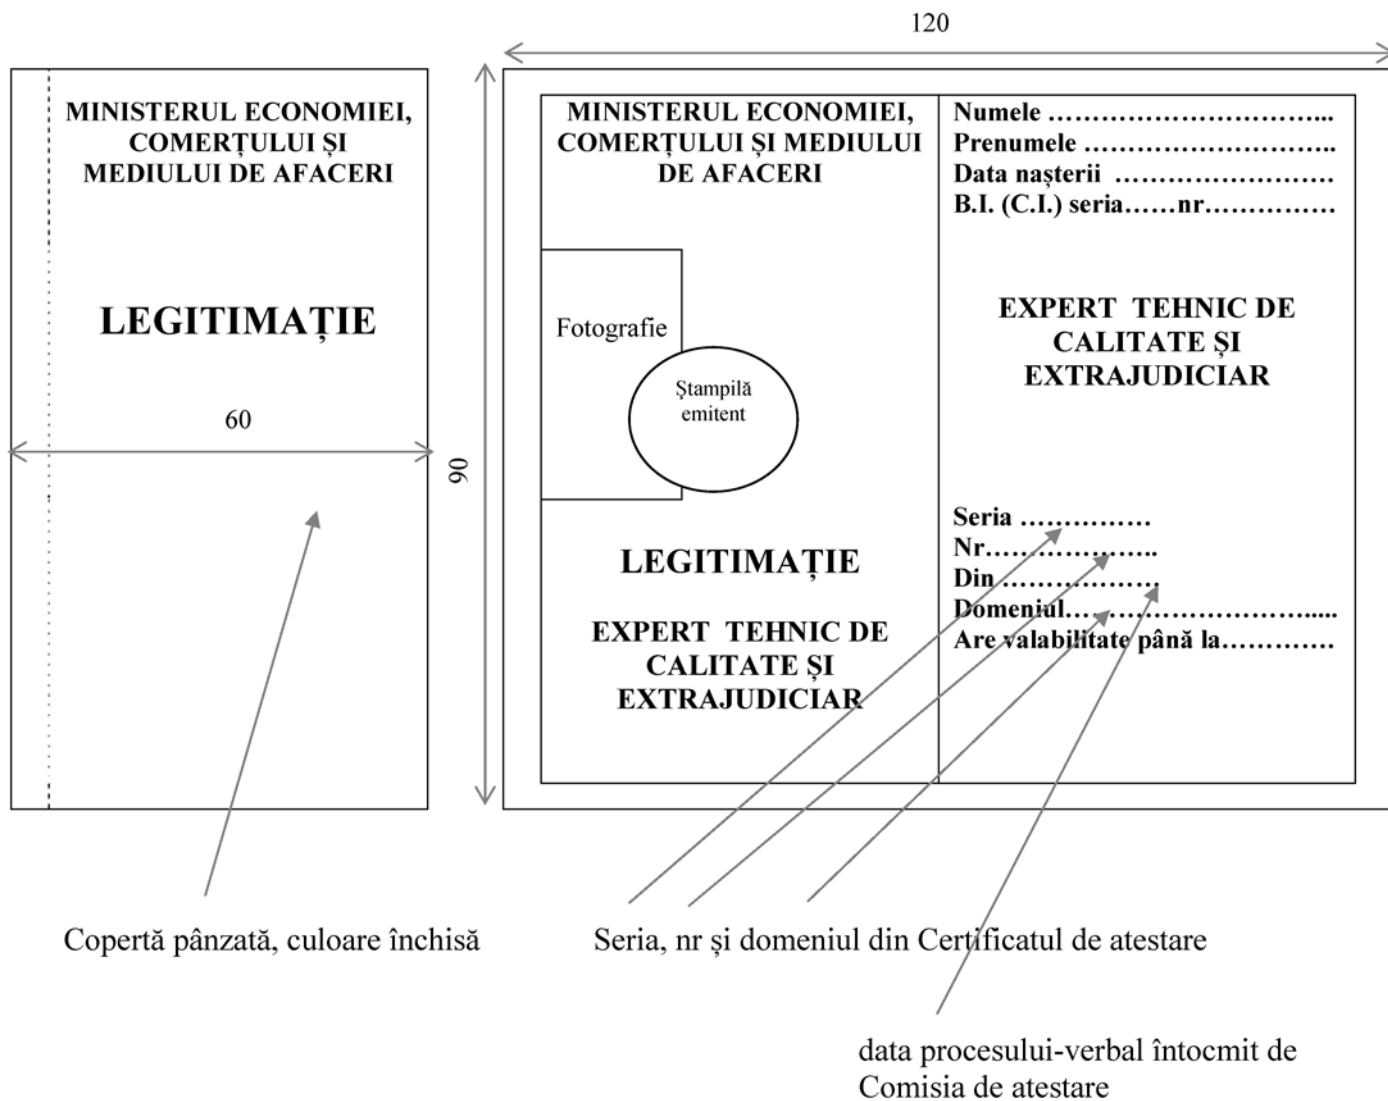 120
MINISTERUL ECONOMIEI,
COMERȚULUI ȘI
MEDIULUI DE AFACERI
LEGITIMAȚIE
60
Copertă pânzată, culoare închisă
90
MINISTERUL ECONOMIEI,
COMERȚULUI ȘI MEDIULUI
DE AFACERI
Fotografie
Ştampilă
emitent
LEGITIMAȚIE
EXPERT TEHNIC DE
CALITATE ȘI
EXTRAJUDICIAR
Numele …………………………...
Prenumele ………………………..
Data nașterii …………………….
B.I. (C.I.) seria……nr……………
EXPERT TEHNIC DE
CALITATE ȘI
EXTRAJUDICIAR
Seria ……………
Nr………………..
Din ………………
Domeniul……………………….....
Are valabilitate până la………….
Seria, nr și domeniul din Certificatul de atestare
data procesului-verbal întocmit de
Comisia de atestare